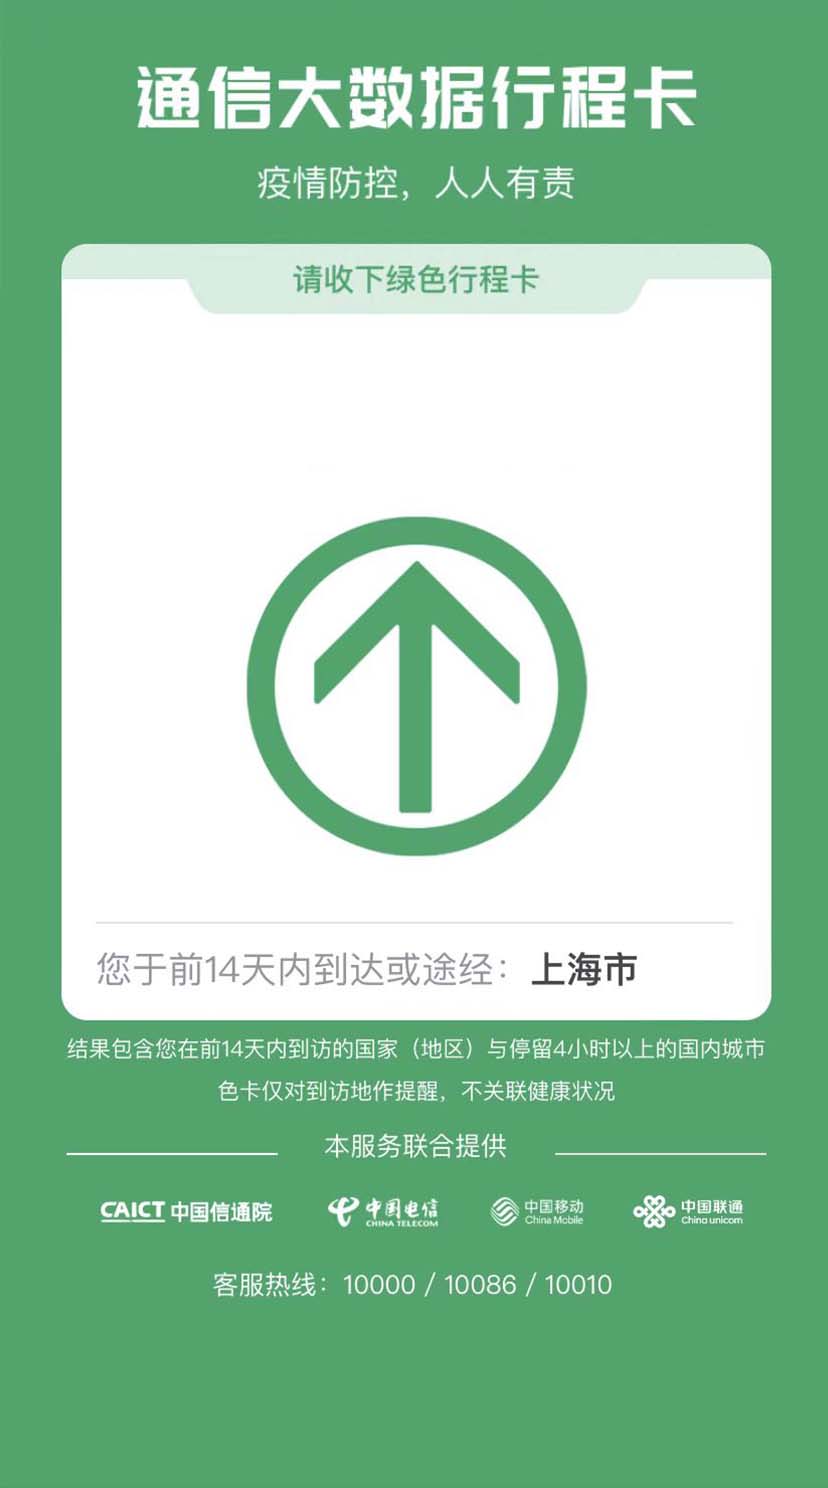 通信大数据行程卡
疫情防控，人人有责
请收下绿色行程卡
您于前14天内到达或途经：上海市
结果包含您在前14天内到访的国家（地区）与停留4小时以上的国内城市
色卡仅对到访地作提醒，不关联健康状况
本服务联合提供
CAICT 中国信通院 中国电信 CHINA TELECOM 中国移动 China Mobile 中国联通 China unicom
客服热线：10000 / 10086 / 10010